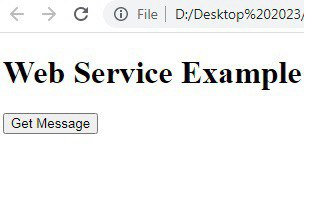 File | D:/Desktop%202023/
Web Service Example
Get Message